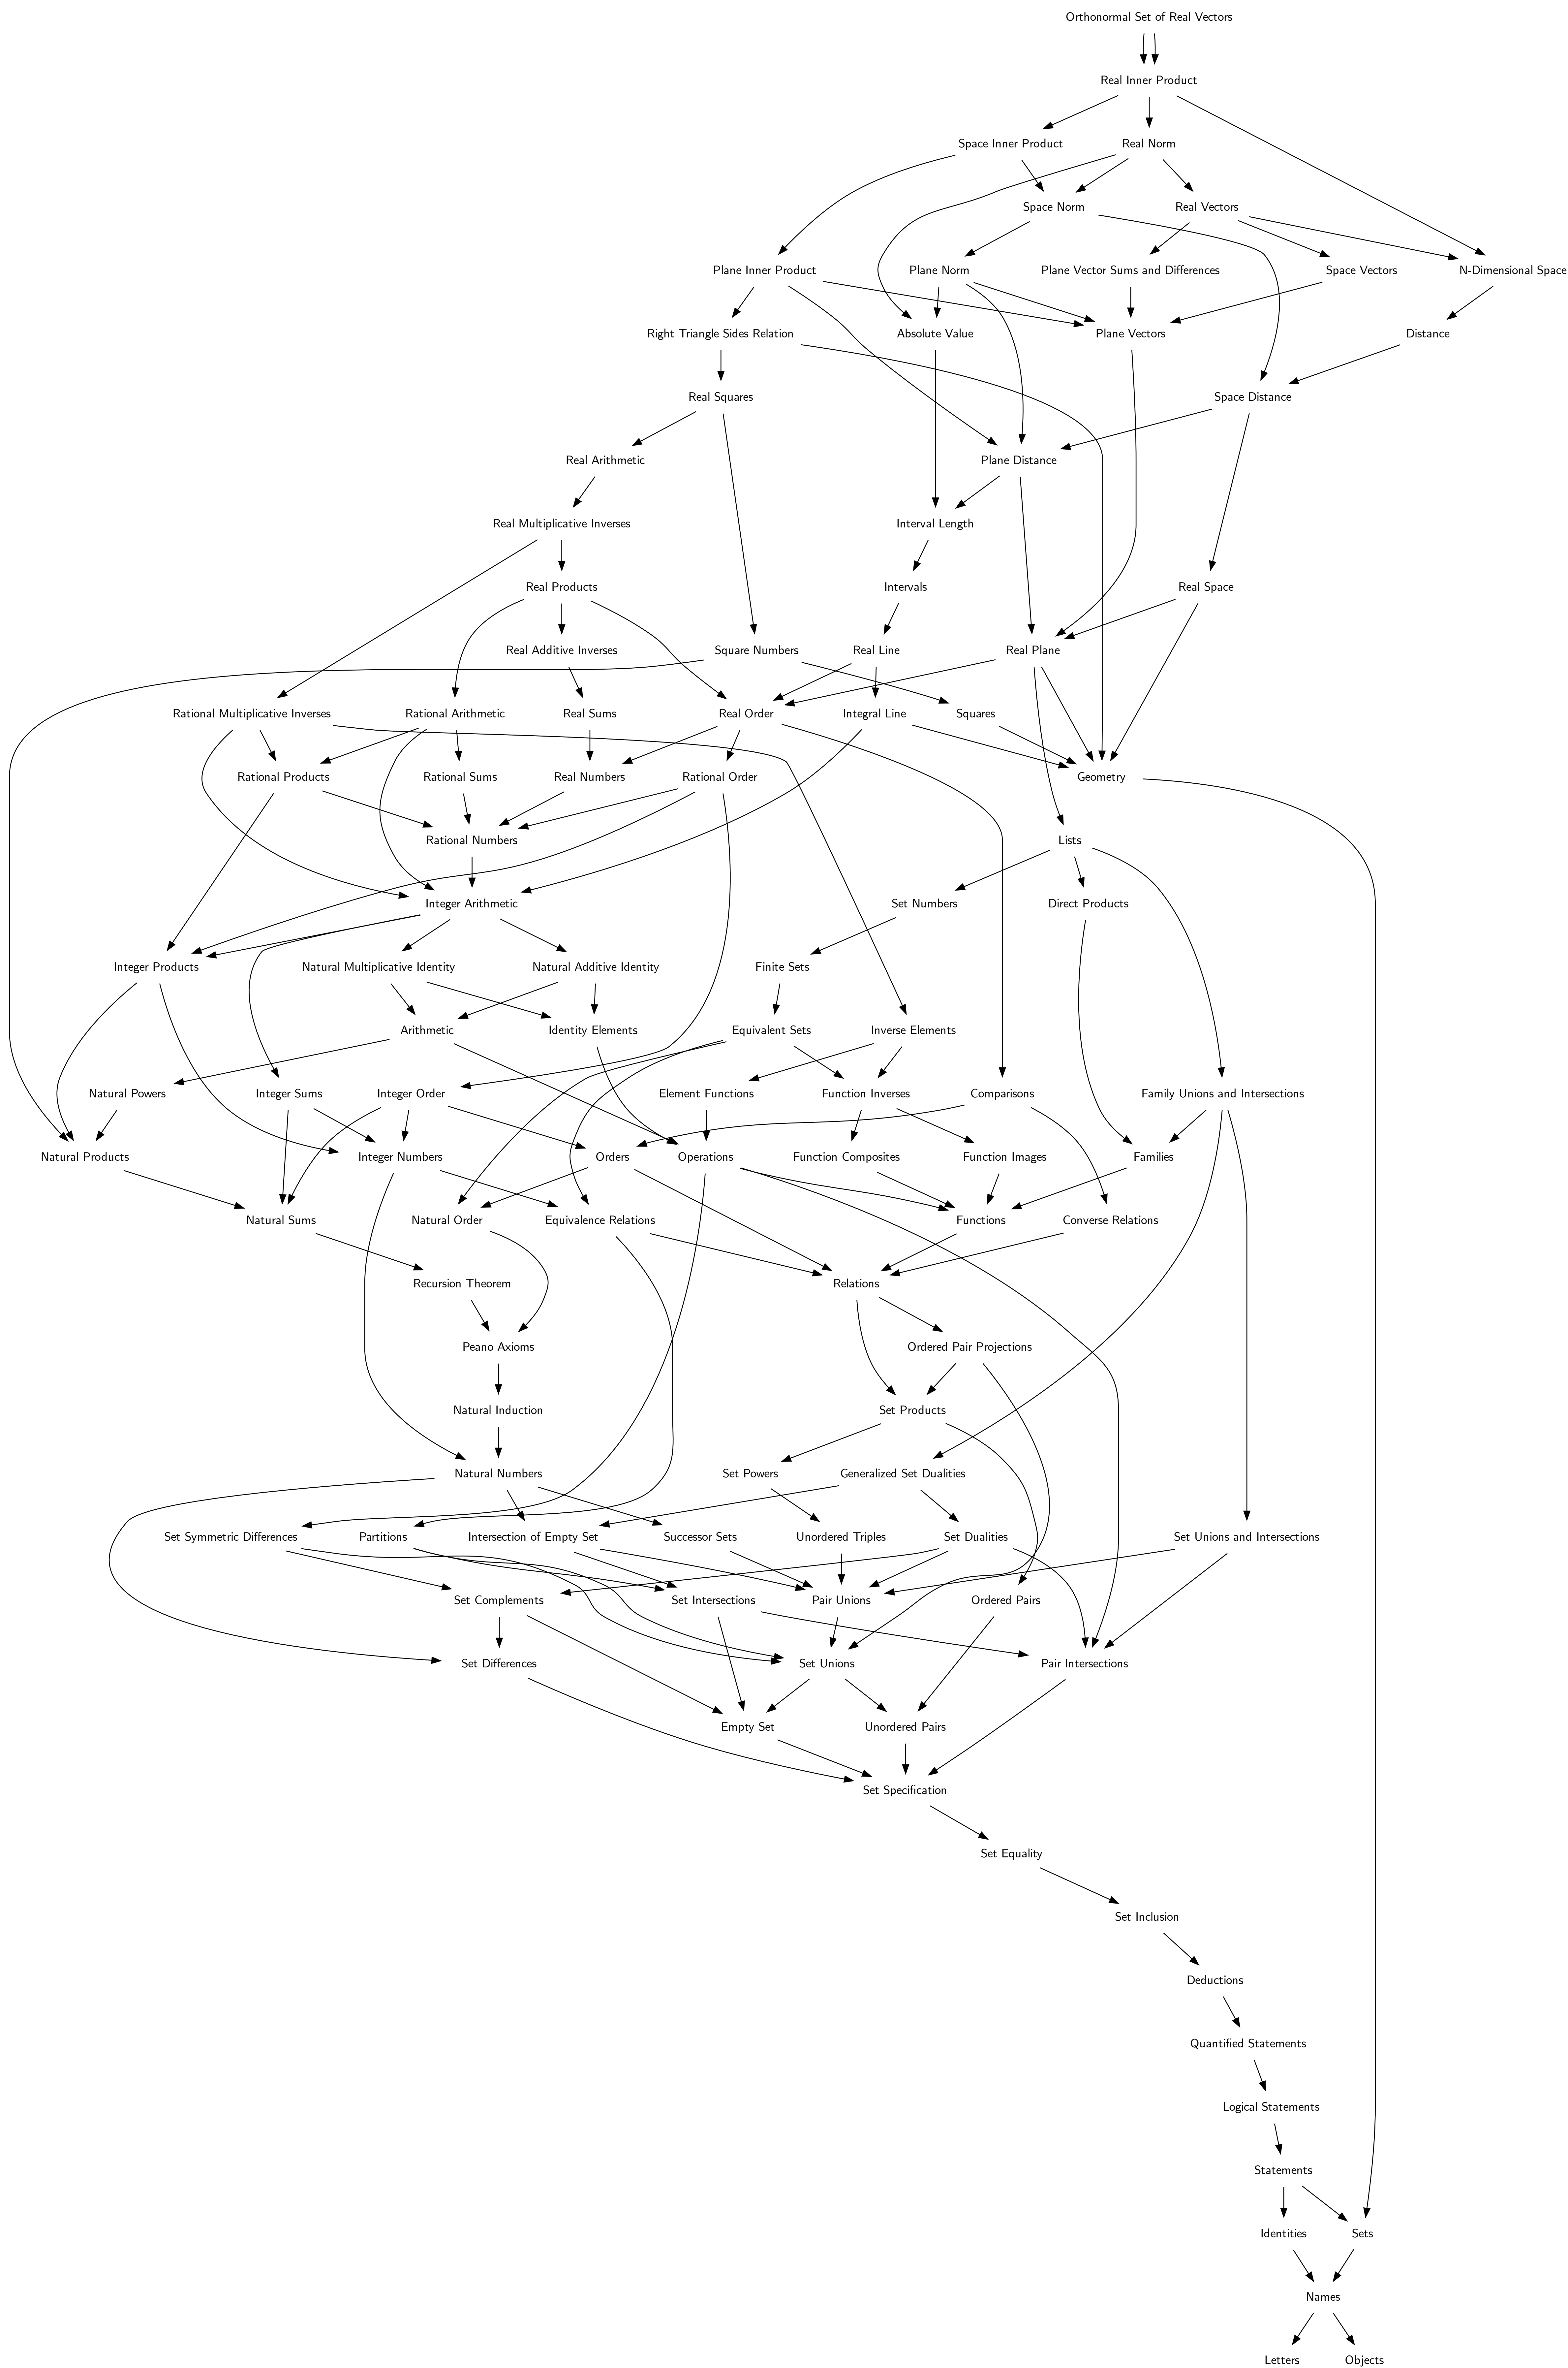 Orthonormal Set of Real Vectors
Real Inner Product
Space Inner Product
Real Norm
Space Norm
Real Vectors
Plane Inner Product
Plane Norm
Plane Vector Sums and Differences
Space Vectors
N-Dimensional Space
Right Triangle Sides Relation
Absolute Value
Plane Vectors
Distance
Real Squares
Space Distance
Real Arithmetic
Plane Distance
Real Multiplicative Inverses
Interval Length
Real Products
Intervals
Real Space
Real Additive Inverses
Square Numbers
Real Line
Real Plane
Rational Multiplicative Inverses
Rational Arithmetic
Real Sums
Real Order
Integral Line
Squares
Rational Products
Rational Sums
Real Numbers
Rational Order
Geometry
Rational Numbers
Lists
Integer Arithmetic
Set Numbers
Direct Products
Integer Products
Natural Multiplicative Identity
Natural Additive Identity
Finite Sets
Arithmetic
Identity Elements
Equivalent Sets
Inverse Elements
Natural Powers
Integer Sums
Integer Order
Element Functions
Function Inverses
Comparisons
Family Unions and Intersections
Natural Products
Integer Numbers
Orders
Operations
Function Composites
Function Images
Families
Natural Sums
Natural Order
Equivalence Relations
Functions
Converse Relations
Recursion Theorem
Relations
Peano Axioms
Ordered Pair Projections
Natural Induction
Set Products
Natural Numbers
Set Powers
Generalized Set Dualities
Set Symmetric Differences
Partitions
Intersection of Empty Set
Successor Sets
Unordered Triples
Set Dualities
Set Unions and Intersections
Set Complements
Set Intersections
Pair Unions
Ordered Pairs
Set Differences
Set Unions
Pair Intersections
Empty Set
Unordered Pairs
Set Specification
Set Equality
Set Inclusion
Deductions
Quantified Statements
Logical Statements
Statements
Identities
Sets
Names
Letters
Objects